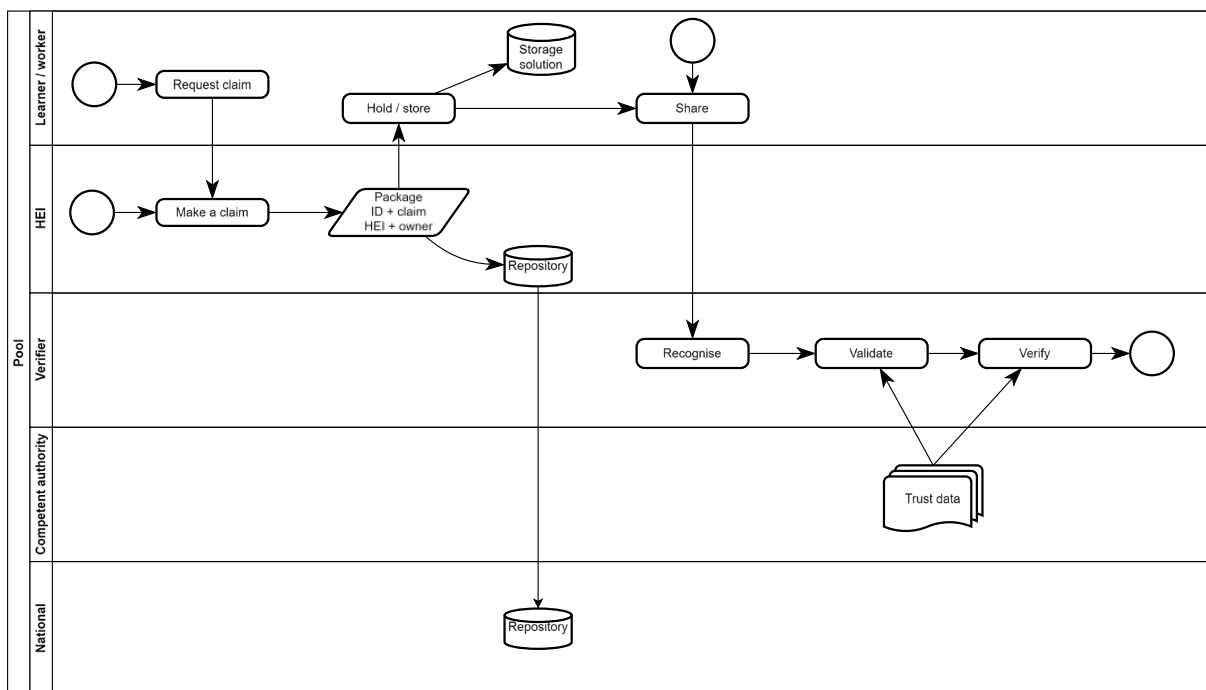 Pool
Learner / worker
Request claim
Hold / store
Storage
solution
Share
HEI
Make a claim
Package
ID + claim
HEI + owner
Repository
Verifier
Recognise
Validate
Verify
Competent authority
Trust data
National
Repository